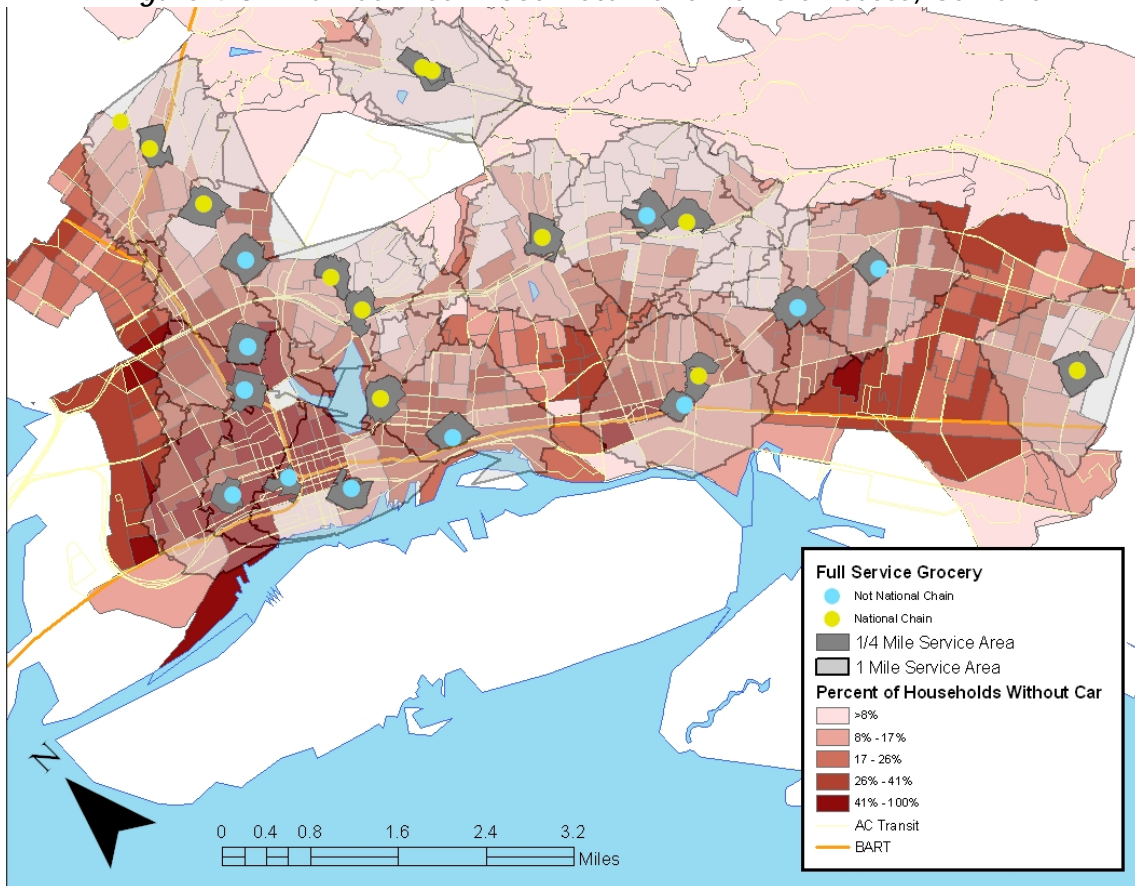 Full Service Grocery
Not National Chain
National Chain
1/4 Mile Service Area
1 Mile Service Area
Percent of Households Without Car
>8%
8% - 17%
17 - 26%
26% - 41%
41% - 100%
AC Transit
BART
N
0 0.4 0.8 1.6 2.4 3.2
Miles